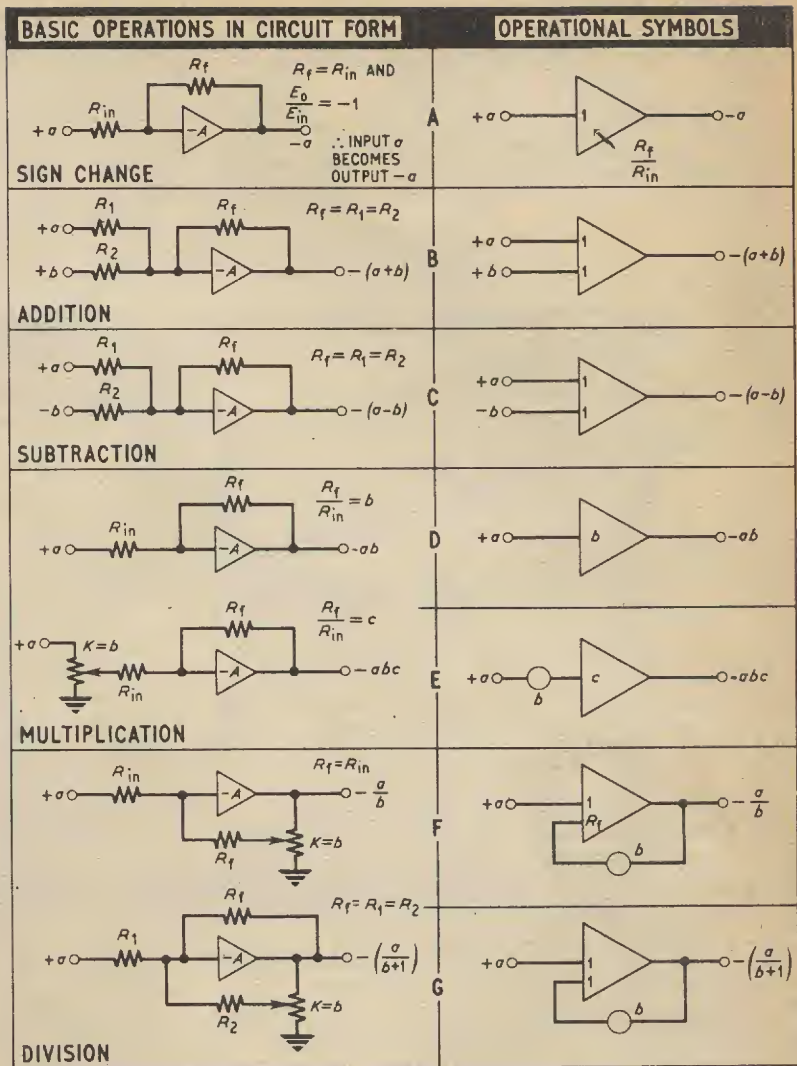 BASIC OPERATIONS IN CIRCUIT FORM
OPERATIONAL SYMBOLS
Rf
Rf = Rin AND
Eo/Ein = -1
Rin
+a
-A
-a
∴ INPUT a
BECOMES
OUTPUT -a
SIGN CHANGE
A
+a
1
-a
Rf/Rin
R1
Rf
Rf = R1 = R2
+a
R2
+b
-A
-(a+b)
ADDITION
B
+a
1
+b
1
-(a+b)
R1
Rf
Rf = R1 = R2
+a
R2
-b
-A
-(a-b)
SUBTRACTION
C
+a
1
-b
1
-(a-b)
Rf
Rf/Rin = b
Rin
+a
-A
-ab
D
+a
b
-ab
Rf
Rf/Rin = c
+a
K=b
Rin
-A
-abc
MULTIPLICATION
E
+a
b
c
-abc
Rin
Rf = Rin
+a
-A
-a/b
Rf
K=b
F
+a
1
Rf
-a/b
b
Rf
Rf = R1 = R2
R1
+a
-A
-(a/b+1)
R2
K=b
DIVISION
G
+a
1
1
-(a/b+1)
b